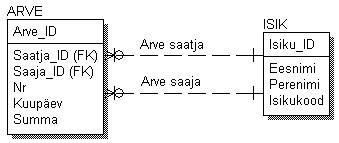 ARVE
Arve_ID
Saatja_ID (FK)
Saaja_ID (FK)
Nr
Kuupäev
Summa
Arve saatja
Arve saaja
ISIK
Isiku_ID
Eesnimi
Perenimi
Isikukood